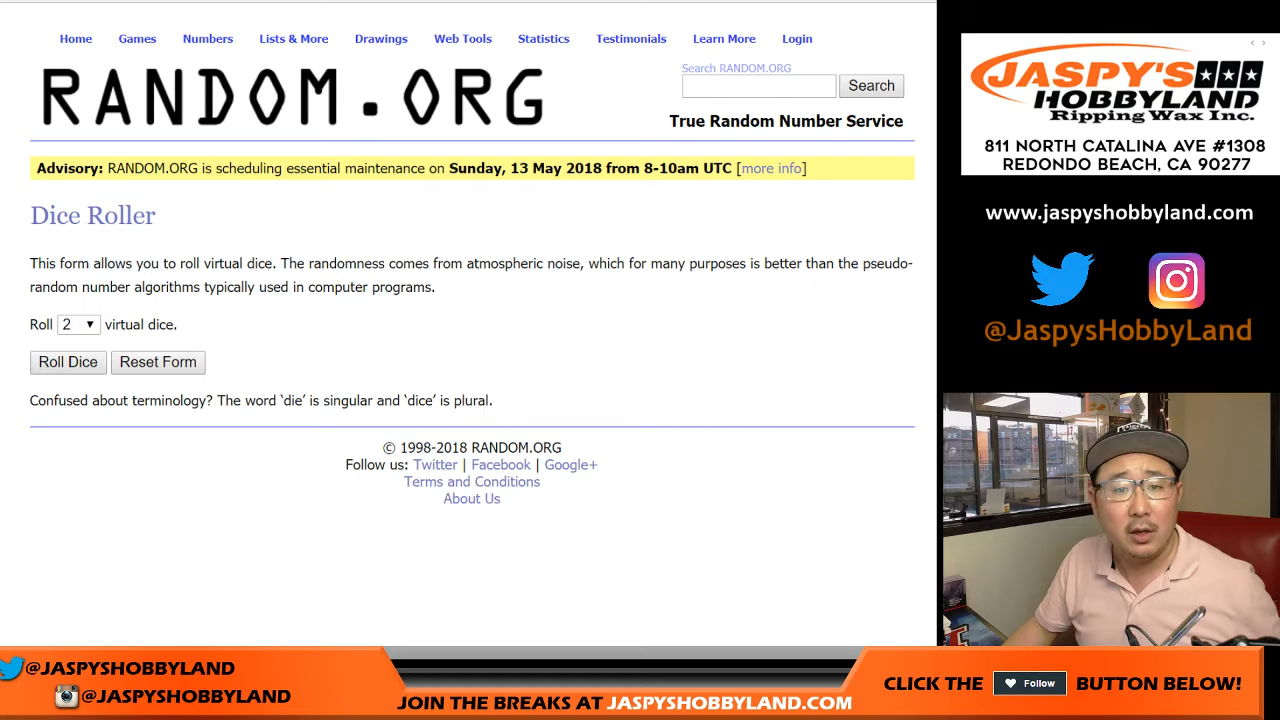 Home Games Numbers Lists & More Drawings Web Tools Statistics Testimonials Learn More Login
RANDOM.ORG
Search RANDOM.ORG
Search
True Random Number Service
Advisory: RANDOM.ORG is scheduling essential maintenance on Sunday, 13 May 2018 from 8-10am UTC [more info]
Dice Roller
This form allows you to roll virtual dice. The randomness comes from atmospheric noise, which for many purposes is better than the pseudo-
random number algorithms typically used in computer programs.
Roll 2 virtual dice.
Roll Dice Reset Form
Confused about terminology? The word ‘die’ is singular and ‘dice’ is plural.
© 1998-2018 RANDOM.ORG
Follow us: Twitter | Facebook | Google+
Terms and Conditions
About Us
JASPY'S
HOBBYLAND
Ripping Wax Inc.
811 NORTH CATALINA AVE #1308
REDONDO BEACH, CA 90277
www.jaspyshobbyland.com
@JaspysHobbyLand
@JASPYSHOBBYLAND
@JASPYSHOBBYLAND
JOIN THE BREAKS AT JASPYSHOBBYLAND.COM
CLICK THE Follow BUTTON BELOW!